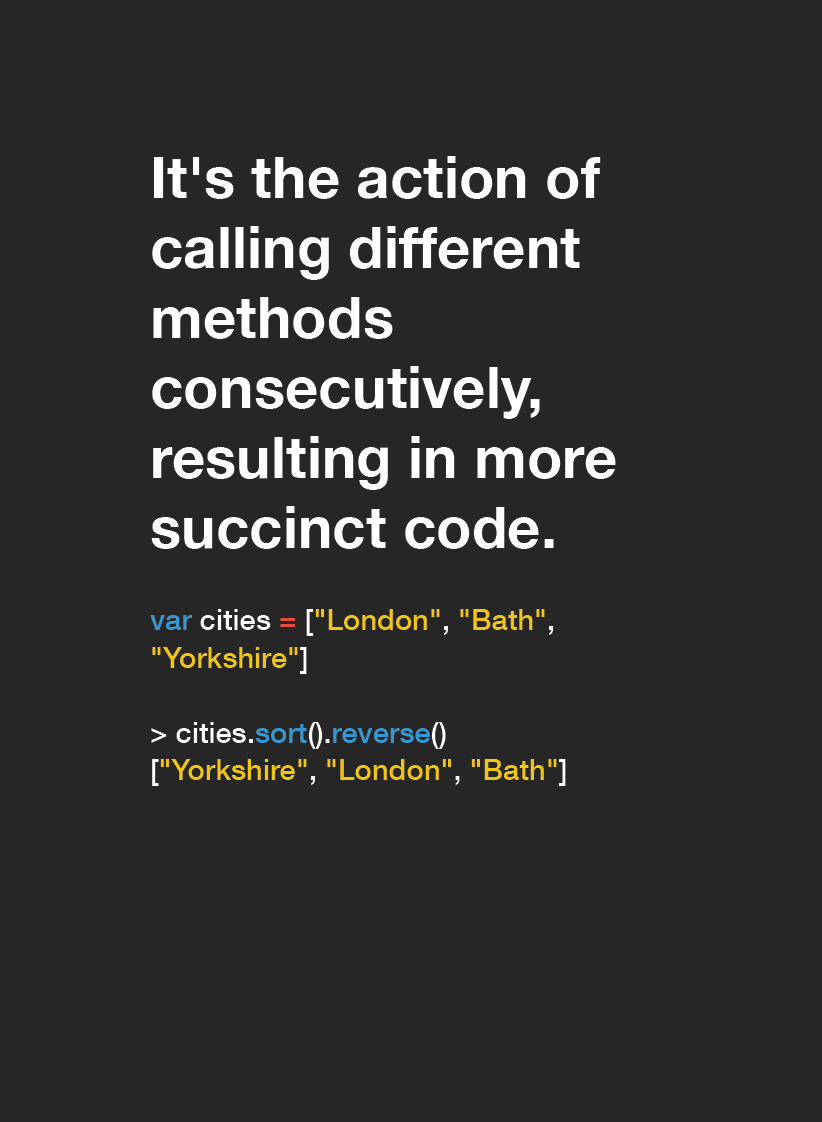 It's the action of
calling different
methods
consecutively,
resulting in more
succinct code.
var cities = ["London", "Bath",
"Yorkshire"]
> cities.sort().reverse()
["Yorkshire", "London", "Bath"]